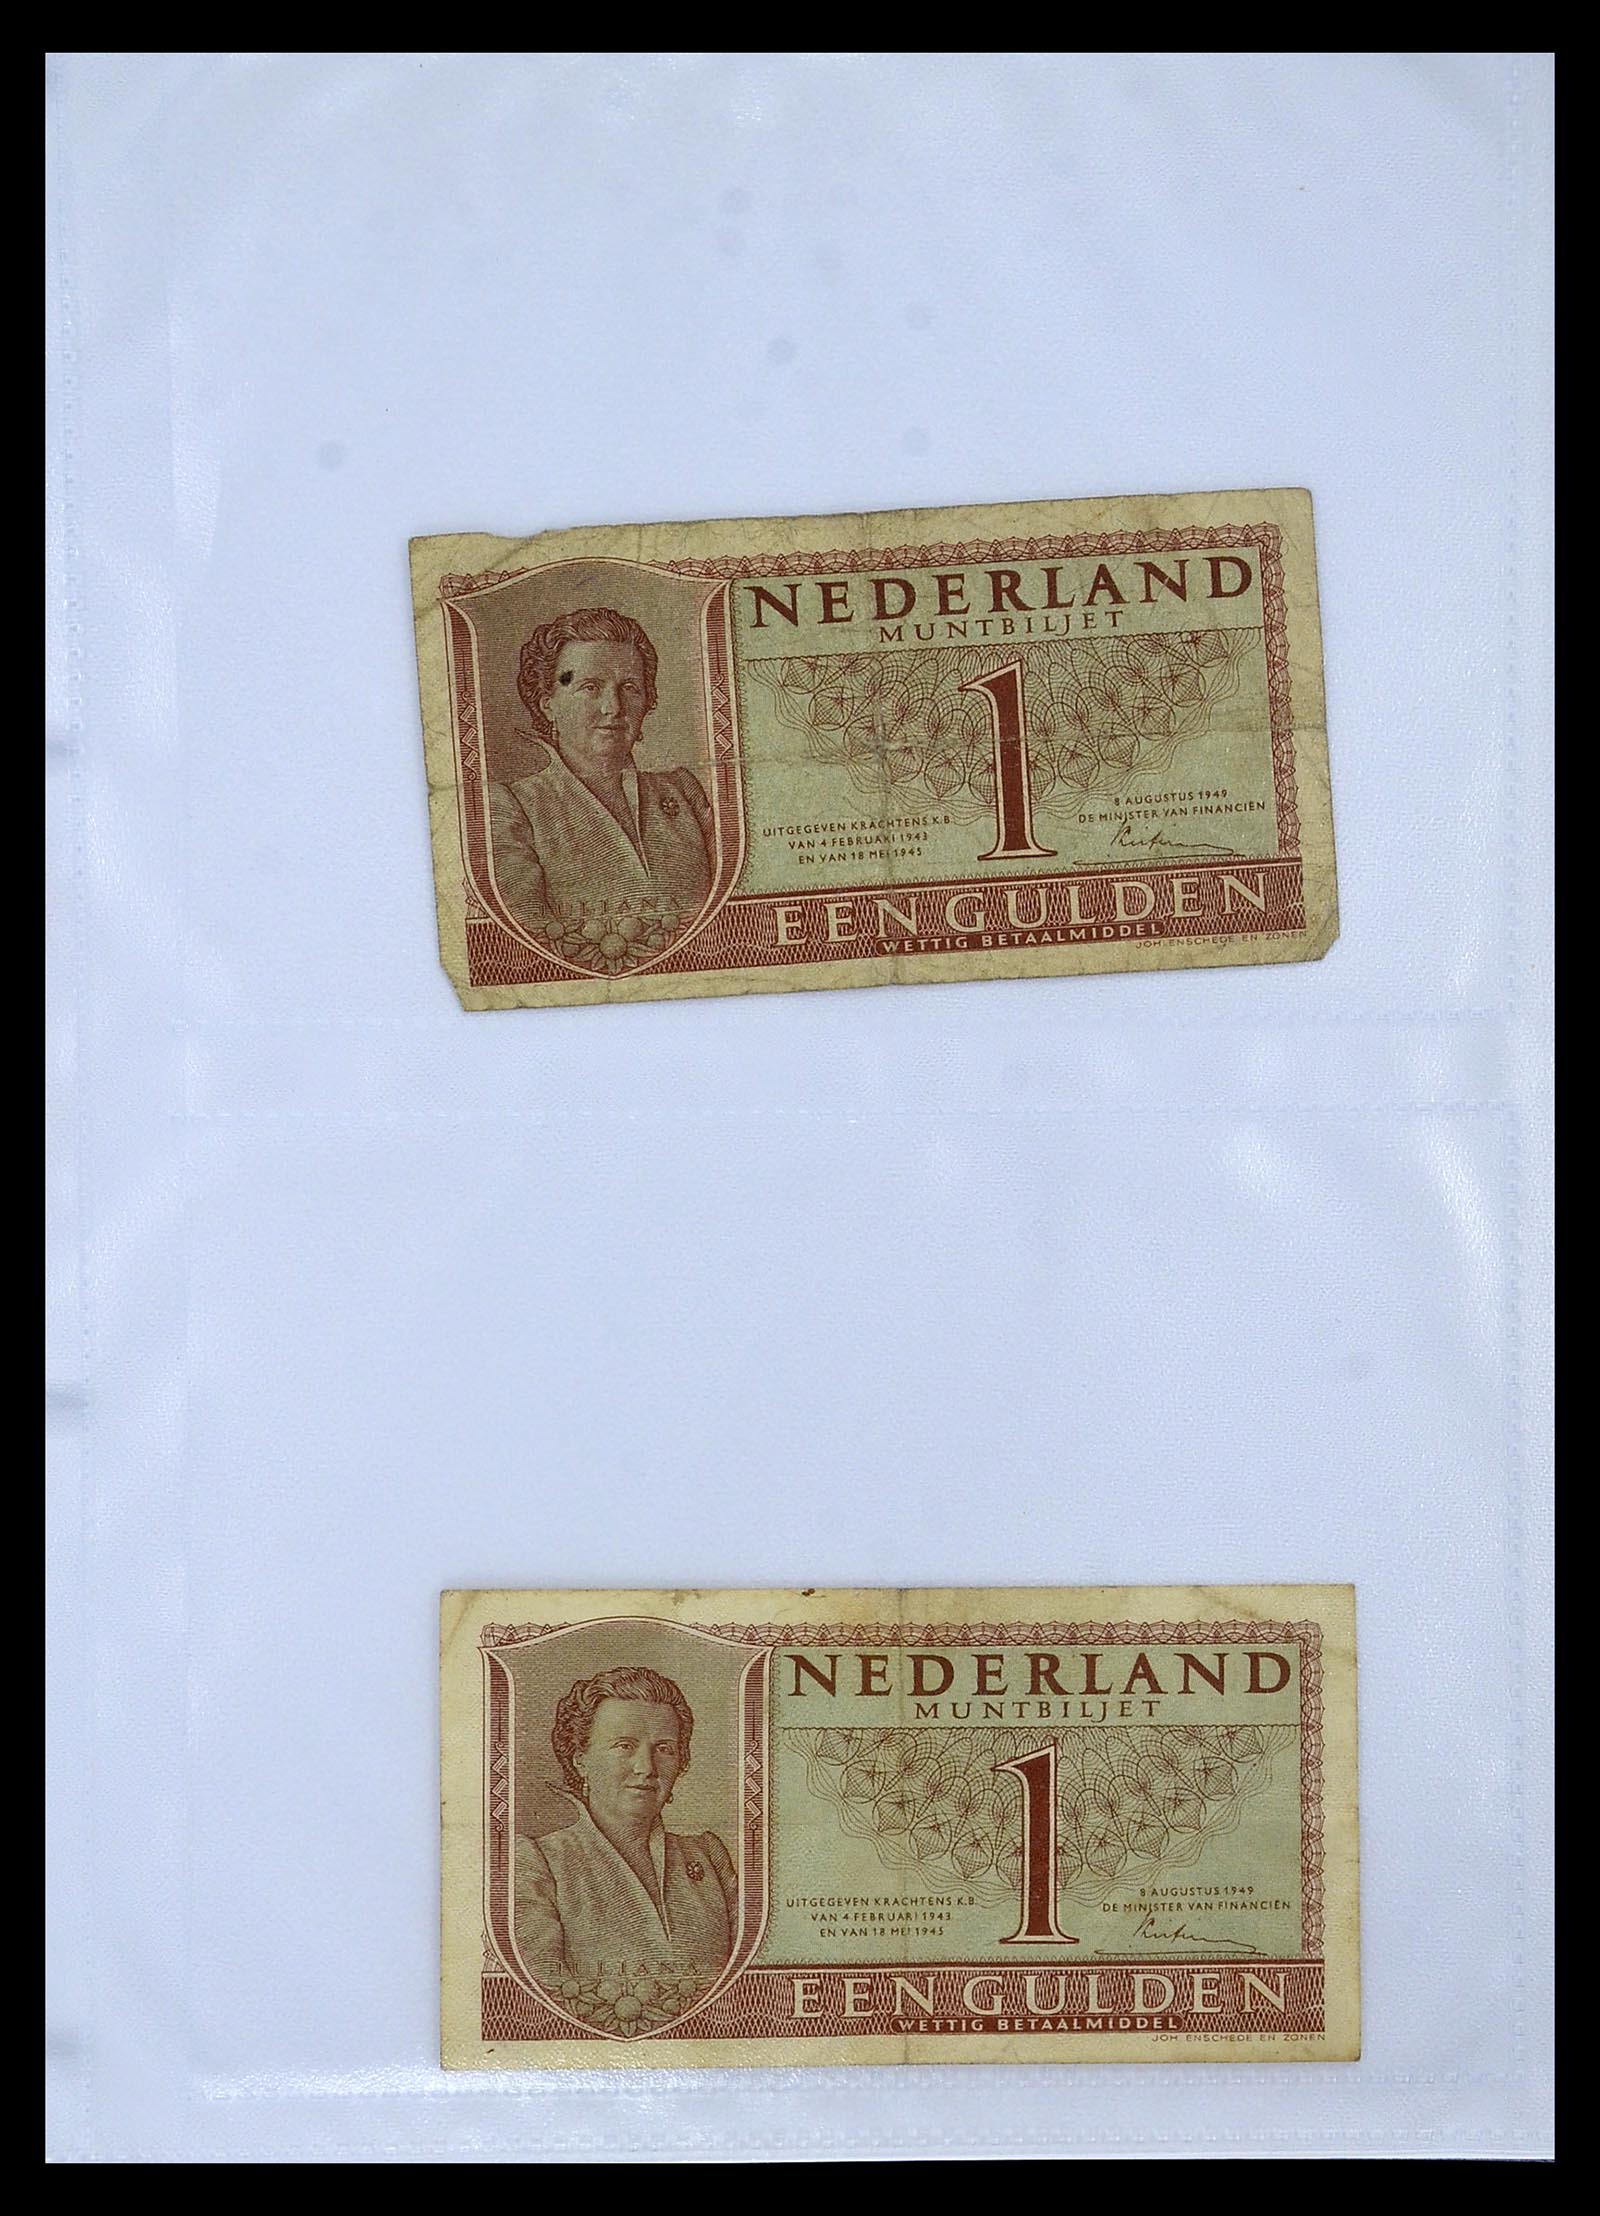 NEDERLAND
MUNTBILJET
1
UITGEGEVEN KRACHTENS K.B.
VAN 4 FEBRUARI 1943
EN VAN 18 MEI 1945
8 AUGUSTUS 1949
DE MINISTER VAN FINANCIËN
JULIANA
EEN GULDEN
WETTIG BETAALMIDDEL
JOH. ENSCHEDE EN ZONEN
NEDERLAND
MUNTBILJET
1
UITGEGEVEN KRACHTENS K.B.
VAN 4 FEBRUARI 1943
EN VAN 18 MEI 1945
8 AUGUSTUS 1949
DE MINISTER VAN FINANCIËN
JULIANA
EEN GULDEN
WETTIG BETAALMIDDEL
JOH. ENSCHEDE EN ZONEN